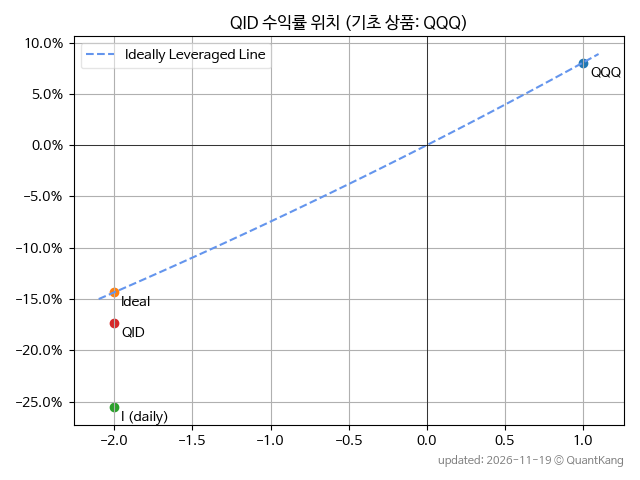 QID 수익률 위치 (기초 상품: QQQ)
10.0%
5.0%
0.0%
−5.0%
−10.0%
−15.0%
−20.0%
−25.0%
Ideally Leveraged Line
QQQ
Ideal
QID
I (daily)
−2.0 −1.5 −1.0 −0.5 0.0 0.5 1.0
updated: 2026-11-19 © QuantKang